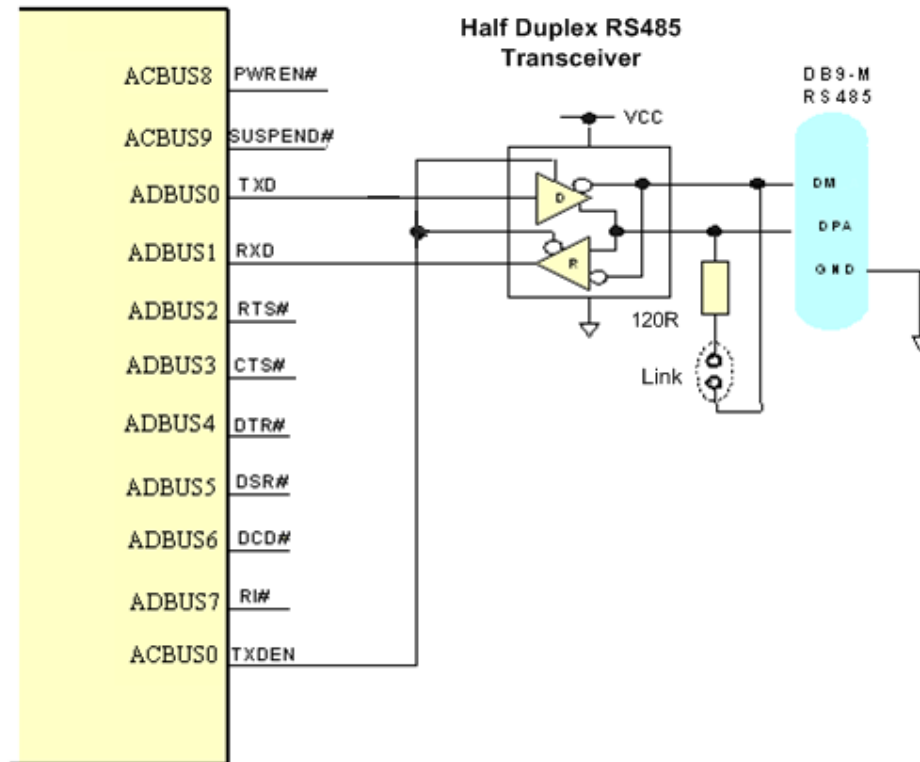 Half Duplex RS485
Transceiver
DB9-M
RS485
VCC
ACBUS8 PWREN#
ACBUS9 SUSPEND#
ADBUS0 TXD
ADBUS1 RXD
ADBUS2 RTS#
ADBUS3 CTS#
ADBUS4 DTR#
ADBUS5 DSR#
ADBUS6 DCD#
ADBUS7 RI#
ACBUS0 TXDEN
D
R
DM
DPA
GND
120R
Link